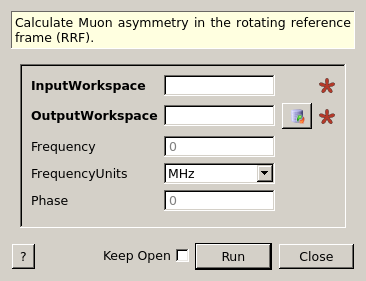 Calculate Muon asymmetry in the rotating reference
frame (RRF).
InputWorkspace
OutputWorkspace
Frequency 0
FrequencyUnits MHz
Phase 0
? Keep Open Run Close